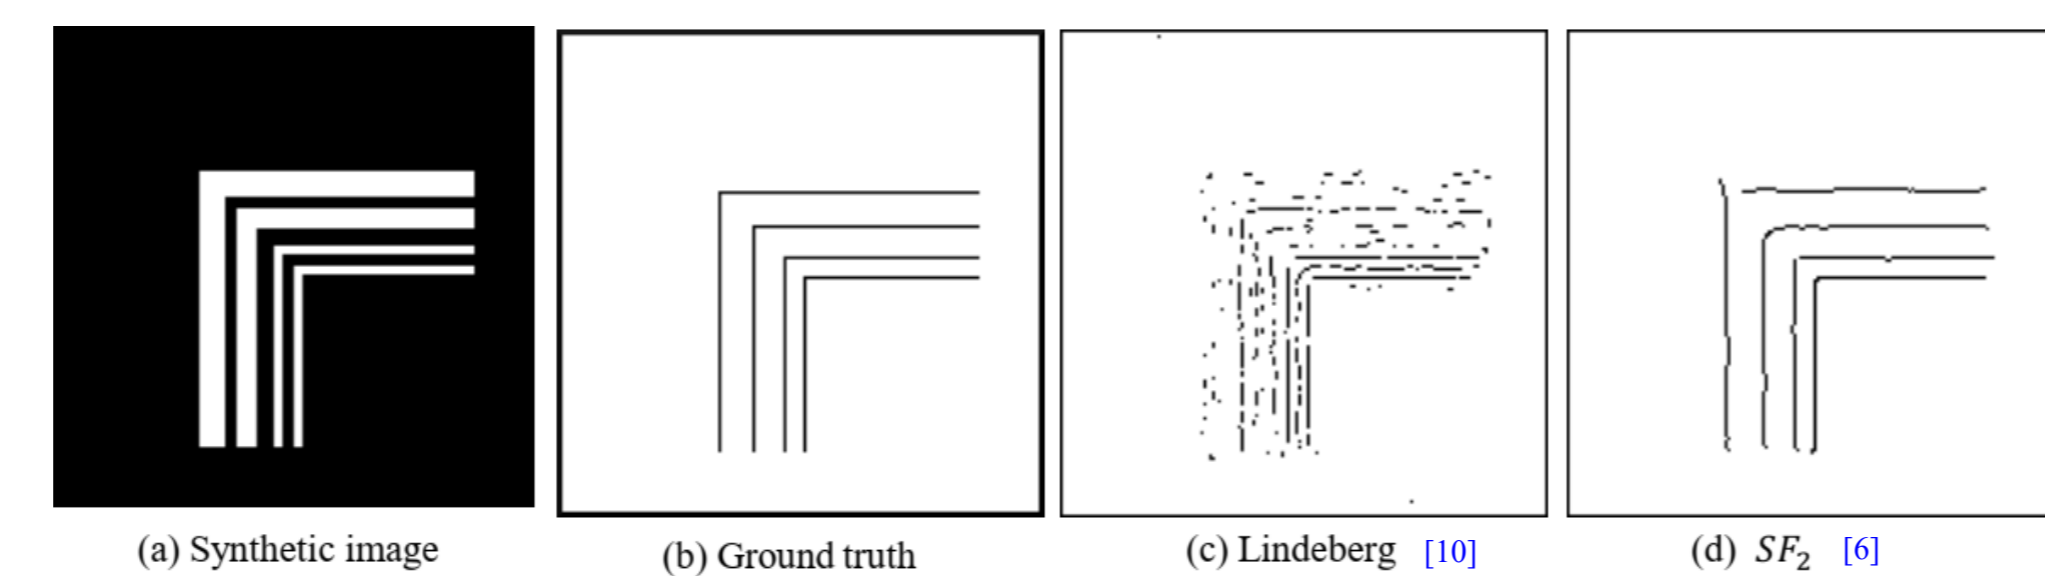 (a) Synthetic image
(b) Ground truth
(c) Lindeberg [10]
(d) SF₂ [6]